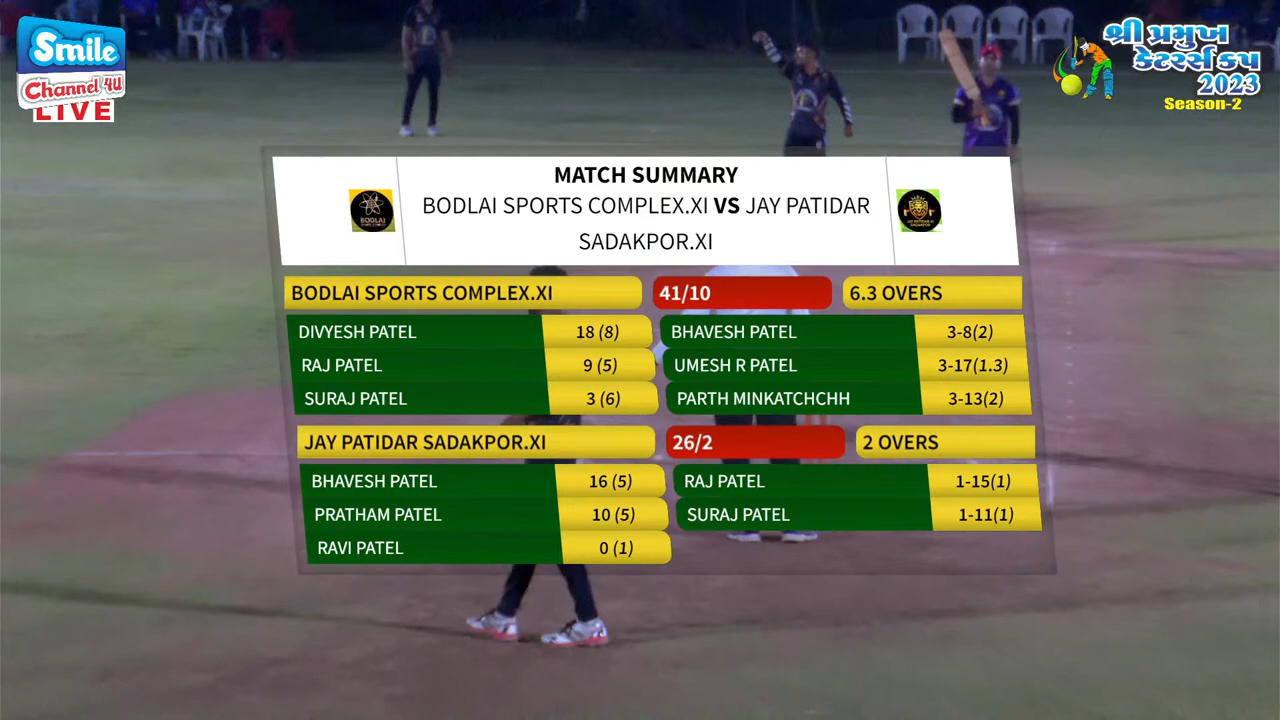 Smile
Channel 4U
LIVE
શ્રી પ્રમુખ
કેટરર્સ કપ
2023
Season-2
MATCH SUMMARY
BODLAI SPORTS COMPLEX.XI VS JAY PATIDAR
SADAKPOR.XI
BODLAI
BODLAI SPORTS COMPLEX.XI 41/10 6.3 OVERS
DIVYESH PATEL 18 (8) BHAVESH PATEL 3-8(2)
RAJ PATEL 9 (5) UMESH R PATEL 3-17(1.3)
SURAJ PATEL 3 (6) PARTH MINKATCHCHH 3-13(2)
JAY PATIDAR SADAKPOR.XI 26/2 2 OVERS
BHAVESH PATEL 16 (5) RAJ PATEL 1-15(1)
PRATHAM PATEL 10 (5) SURAJ PATEL 1-11(1)
RAVI PATEL 0 (1)